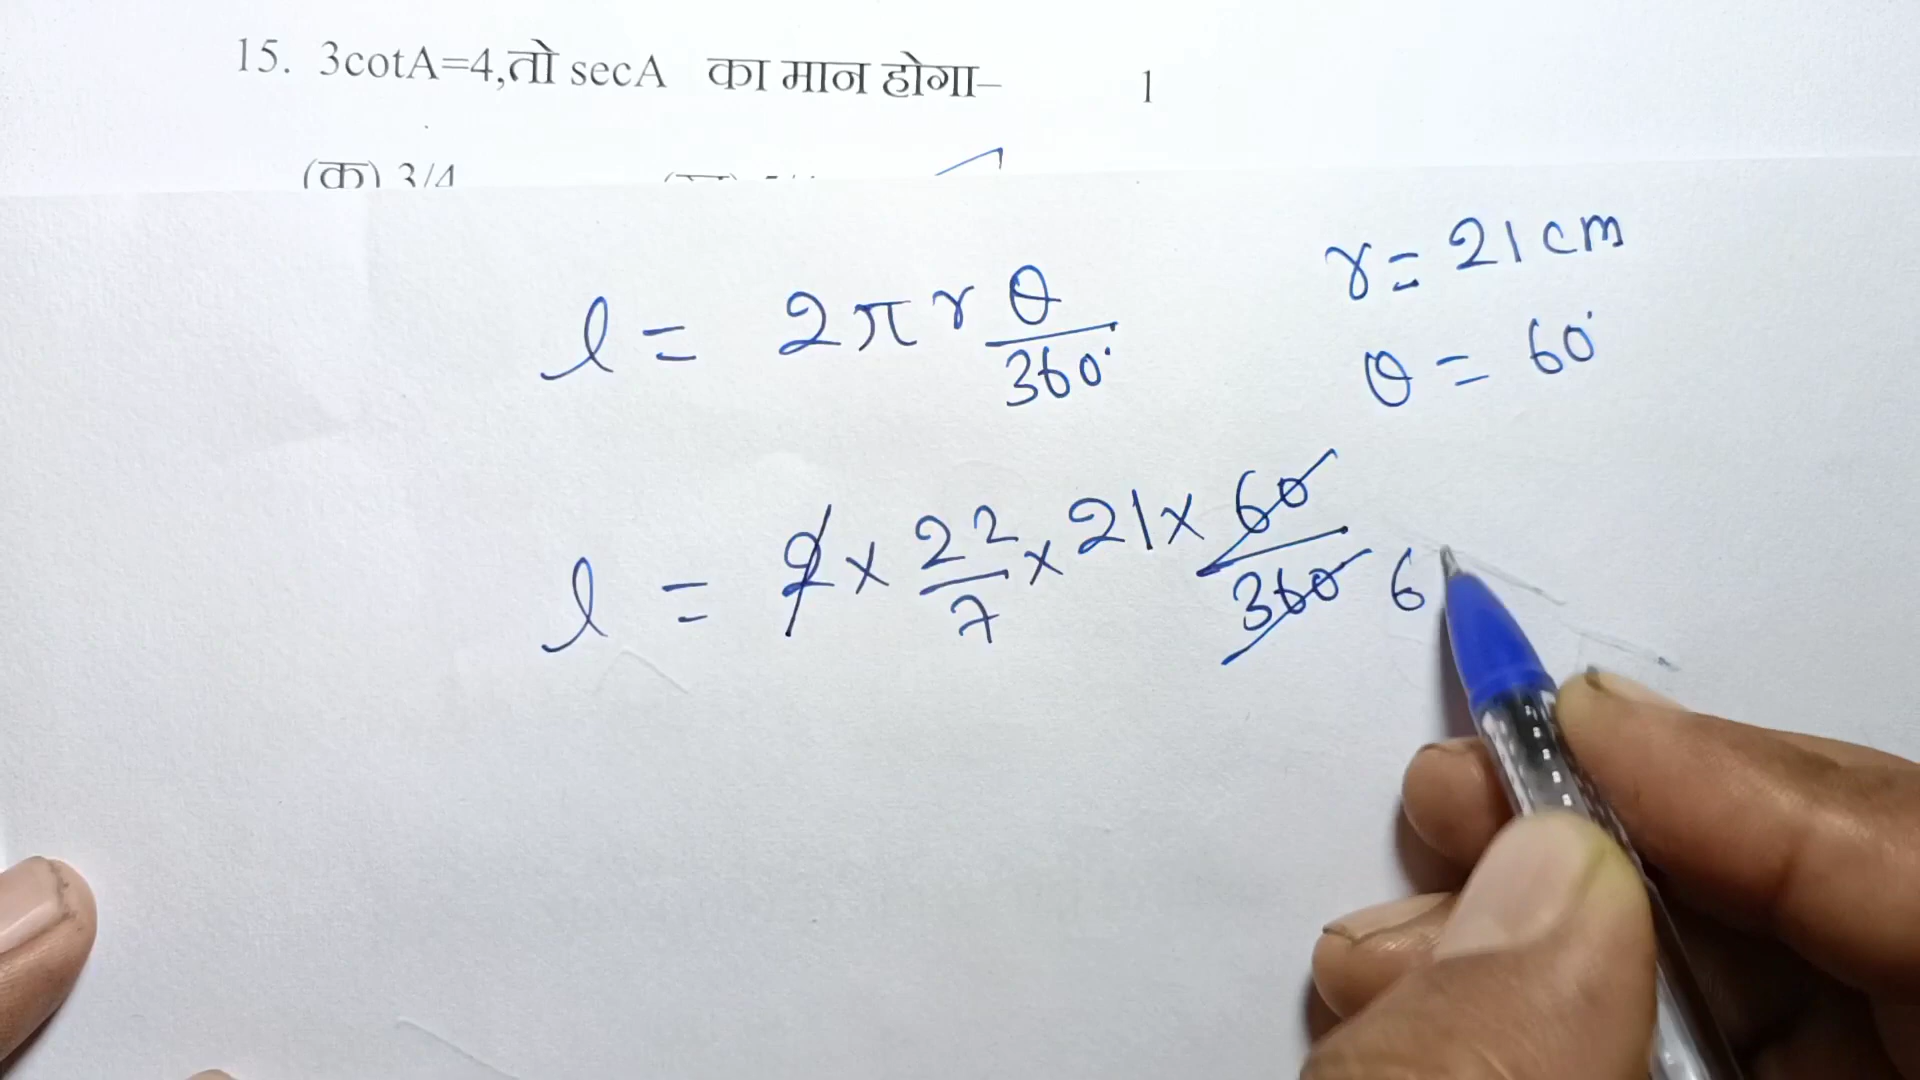 15. 3cotA=4,तो secA का मान होगा– 1
(क) 3/4
l = 2πr θ/360° r = 21 cm
θ = 60°
l = 2 × 22/7 × 21 × 60/360 6